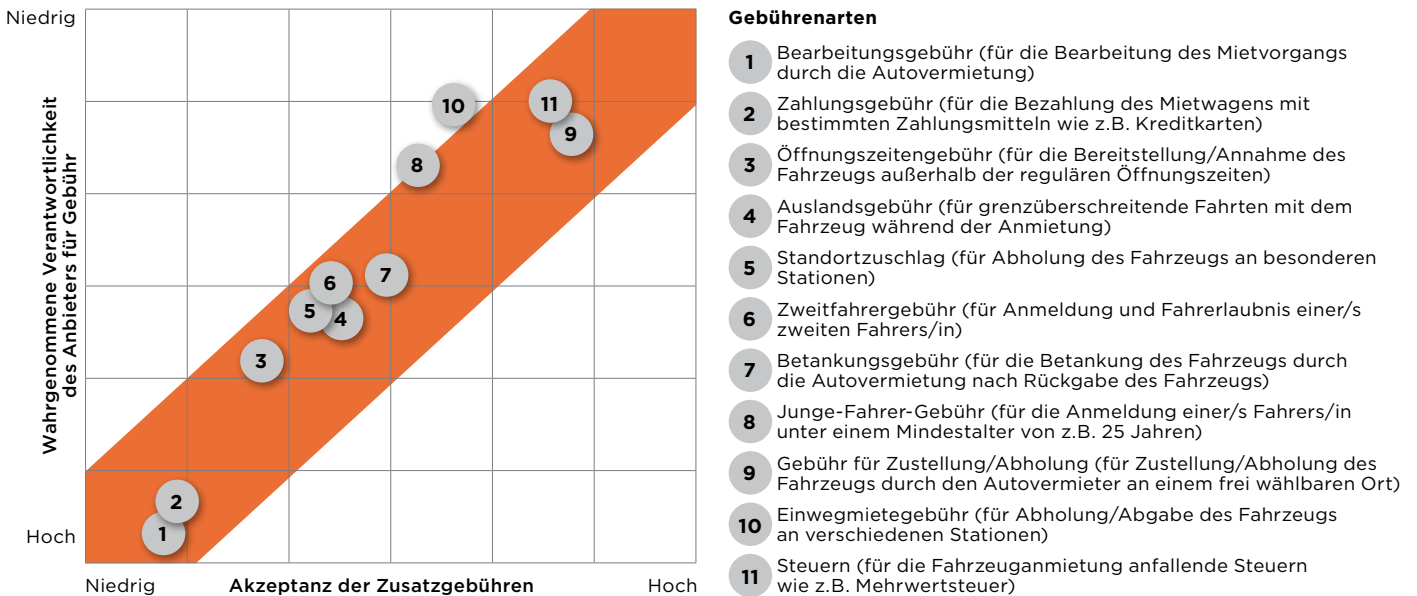 Niedrig
Wahrgenommene Verantwortlichkeit
des Anbieters für Gebühr
Hoch
10
11
9
8
7
6
5
4
3
2
1
Niedrig
Akzeptanz der Zusatzgebühren
Hoch
Gebührenarten
1 Bearbeitungsgebühr (für die Bearbeitung des Mietvorgangs
durch die Autovermietung)
2 Zahlungsgebühr (für die Bezahlung des Mietwagens mit
bestimmten Zahlungsmitteln wie z.B. Kreditkarten)
3 Öffnungszeitengebühr (für die Bereitstellung/Annahme des
Fahrzeugs außerhalb der regulären Öffnungszeiten)
4 Auslandsgebühr (für grenzüberschreitende Fahrten mit dem
Fahrzeug während der Anmietung)
5 Standortzuschlag (für Abholung des Fahrzeugs an besonderen
Stationen)
6 Zweitfahrergebühr (für Anmeldung und Fahrerlaubnis einer/s
zweiten Fahrers/in)
7 Betankungsgebühr (für die Betankung des Fahrzeugs durch
die Autovermietung nach Rückgabe des Fahrzeugs)
8 Junge-Fahrer-Gebühr (für die Anmeldung einer/s Fahrers/in
unter einem Mindestalter von z.B. 25 Jahren)
9 Gebühr für Zustellung/Abholung (für Zustellung/Abholung des
Fahrzeugs durch den Autovermieter an einem frei wählbaren Ort)
10 Einwegmietegebühr (für Abholung/Abgabe des Fahrzeugs
an verschiedenen Stationen)
11 Steuern (für die Fahrzeuganmietung anfallende Steuern
wie z.B. Mehrwertsteuer)